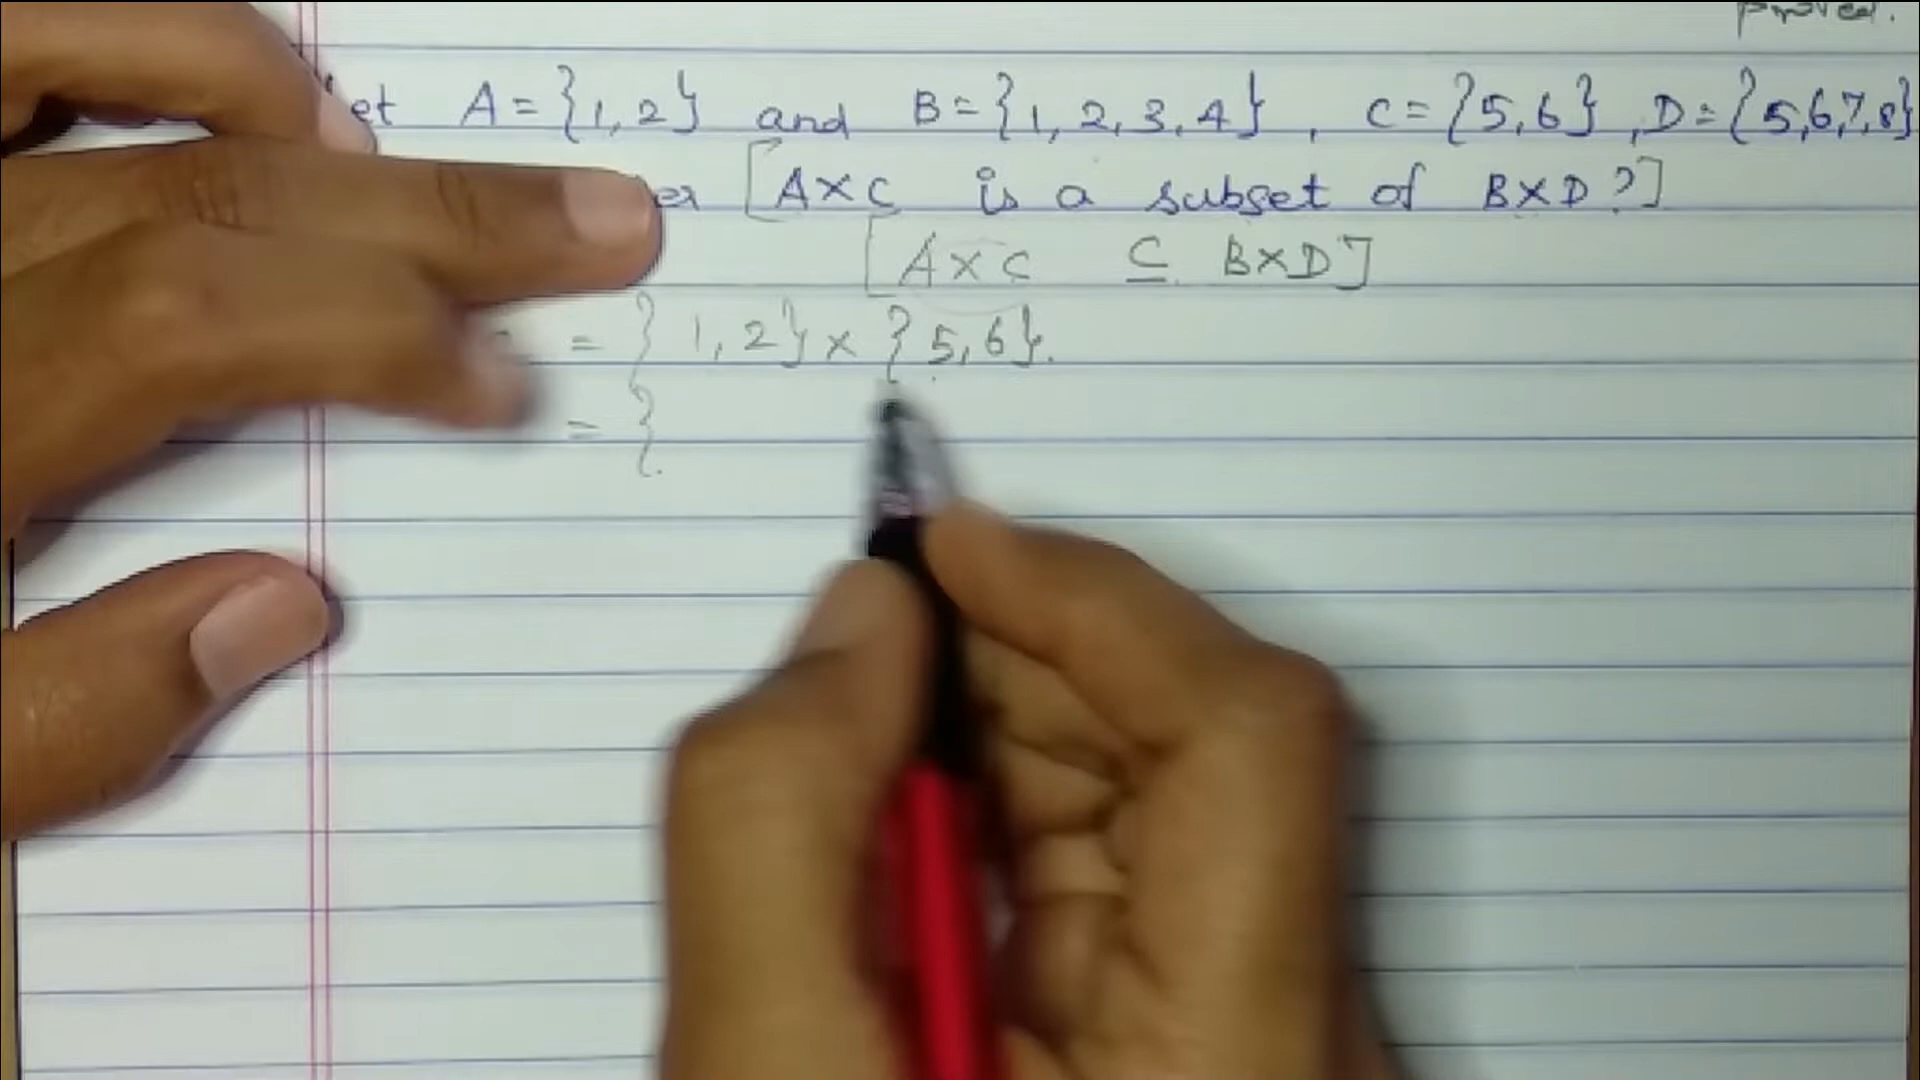 proved.
et A = {1, 2} and B = {1, 2, 3, 4}, C = {5, 6}, D = {5, 6, 7, 8}
er [A×C is a subset of B×D ?]
[A×C ⊆ B×D]
= {1, 2} × {5, 6}.
= {